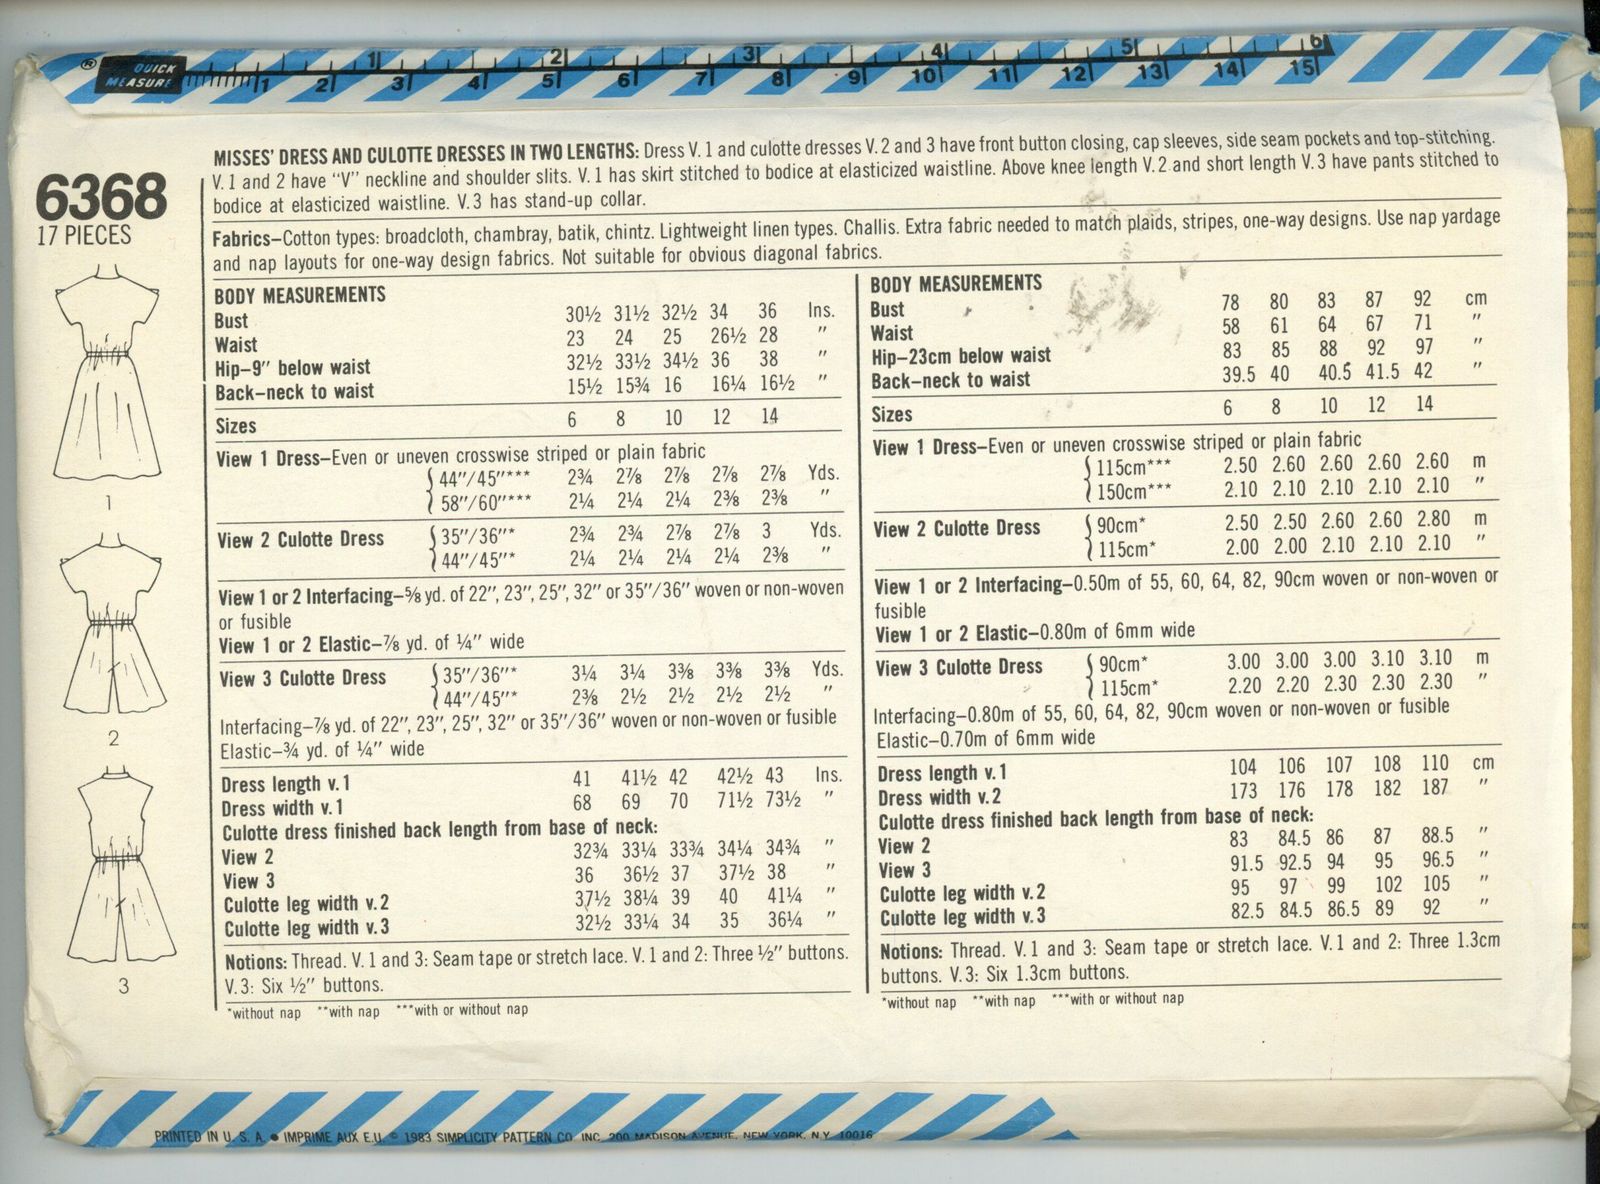 ® QUICK MEASURE
1 2 3 4 5 6
1 2 3 4 5 6 7 8 9 10 11 12 13 14 15
6368
17 PIECES
1
2
3
MISSES' DRESS AND CULOTTE DRESSES IN TWO LENGTHS: Dress V. 1 and culotte dresses V. 2 and 3 have front button closing, cap sleeves, side seam pockets and top-stitching.
V. 1 and 2 have "V" neckline and shoulder slits. V. 1 has skirt stitched to bodice at elasticized waistline. Above knee length V. 2 and short length V. 3 have pants stitched to
bodice at elasticized waistline. V. 3 has stand-up collar.
Fabrics–Cotton types: broadcloth, chambray, batik, chintz. Lightweight linen types. Challis. Extra fabric needed to match plaids, stripes, one-way designs. Use nap yardage
and nap layouts for one-way design fabrics. Not suitable for obvious diagonal fabrics.
BODY MEASUREMENTS
Bust 30½ 31½ 32½ 34 36 Ins.
Waist 23 24 25 26½ 28 "
Hip–9" below waist 32½ 33½ 34½ 36 38 "
Back–neck to waist 15½ 15¾ 16 16¼ 16½ "
Sizes 6 8 10 12 14
View 1 Dress–Even or uneven crosswise striped or plain fabric
44"/45"*** 2¾ 2⅞ 2⅞ 2⅞ 2⅞ Yds.
58"/60"*** 2¼ 2¼ 2¼ 2⅜ 2⅜ "
View 2 Culotte Dress 35"/36"* 2¾ 2¾ 2⅞ 2⅞ 3 Yds.
44"/45"* 2¼ 2¼ 2¼ 2¼ 2⅜ "
View 1 or 2 Interfacing–⅝ yd. of 22", 23", 25", 32" or 35"/36" woven or non-woven
or fusible
View 1 or 2 Elastic–⅞ yd. of ¼" wide
View 3 Culotte Dress 35"/36"* 3¼ 3¼ 3⅜ 3⅜ 3⅜ Yds.
44"/45"* 2⅜ 2½ 2½ 2½ 2½ "
Interfacing–⅞ yd. of 22", 23", 25", 32" or 35"/36" woven or non-woven or fusible
Elastic–¾ yd. of ¼" wide
Dress length v. 1 41 41½ 42 42½ 43 Ins.
Dress width v. 1 68 69 70 71½ 73½ "
Culotte dress finished back length from base of neck:
View 2 32¾ 33¼ 33¾ 34¼ 34¾ "
View 3 36 36½ 37 37½ 38 "
Culotte leg width v. 2 37½ 38¼ 39 40 41¼ "
Culotte leg width v. 3 32½ 33¼ 34 35 36¼ "
Notions: Thread. V. 1 and 3: Seam tape or stretch lace. V. 1 and 2: Three ½" buttons.
V. 3: Six ½" buttons.
*without nap **with nap ***with or without nap
BODY MEASUREMENTS
Bust 78 80 83 87 92 cm
Waist 58 61 64 67 71 "
Hip–23cm below waist 83 85 88 92 97 "
Back–neck to waist 39.5 40 40.5 41.5 42 "
Sizes 6 8 10 12 14
View 1 Dress–Even or uneven crosswise striped or plain fabric
115cm*** 2.50 2.60 2.60 2.60 2.60 m
150cm*** 2.10 2.10 2.10 2.10 2.10 "
View 2 Culotte Dress 90cm* 2.50 2.50 2.60 2.60 2.80 m
115cm* 2.00 2.00 2.10 2.10 2.10 "
View 1 or 2 Interfacing–0.50m of 55, 60, 64, 82, 90cm woven or non-woven or
fusible
View 1 or 2 Elastic–0.80m of 6mm wide
View 3 Culotte Dress 90cm* 3.00 3.00 3.00 3.10 3.10 m
115cm* 2.20 2.20 2.30 2.30 2.30 "
Interfacing–0.80m of 55, 60, 64, 82, 90cm woven or non-woven or fusible
Elastic–0.70m of 6mm wide
Dress length v. 1 104 106 107 108 110 cm
Dress width v. 2 173 176 178 182 187 "
Culotte dress finished back length from base of neck:
View 2 83 84.5 86 87 88.5 "
View 3 91.5 92.5 94 95 96.5 "
Culotte leg width v. 2 95 97 99 102 105 "
Culotte leg width v. 3 82.5 84.5 86.5 89 92 "
Notions: Thread. V. 1 and 3: Seam tape or stretch lace. V. 1 and 2: Three 1.3cm
buttons. V. 3: Six 1.3cm buttons.
*without nap **with nap ***with or without nap
PRINTED IN U. S. A. ● IMPRIME AUX E.U. © 1983 SIMPLICITY PATTERN CO. INC. 200 MADISON AVENUE, NEW YORK, N.Y. 10016